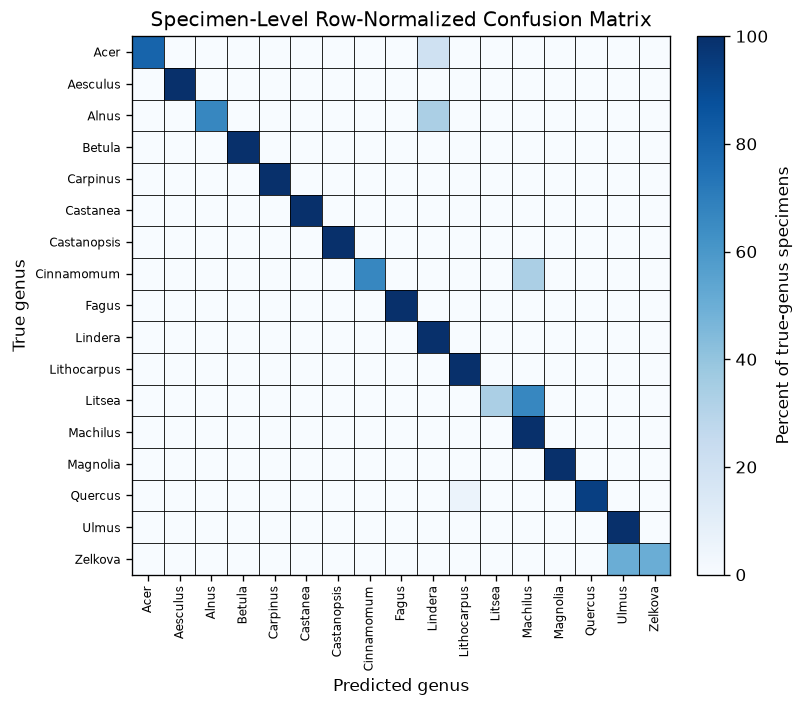 Specimen-Level Row-Normalized Confusion Matrix
True genus
Acer
Aesculus
Alnus
Betula
Carpinus
Castanea
Castanopsis
Cinnamomum
Fagus
Lindera
Lithocarpus
Litsea
Machilus
Magnolia
Quercus
Ulmus
Zelkova
Acer
Aesculus
Alnus
Betula
Carpinus
Castanea
Castanopsis
Cinnamomum
Fagus
Lindera
Lithocarpus
Litsea
Machilus
Magnolia
Quercus
Ulmus
Zelkova
Predicted genus
100
80
60
40
20
0
Percent of true-genus specimens